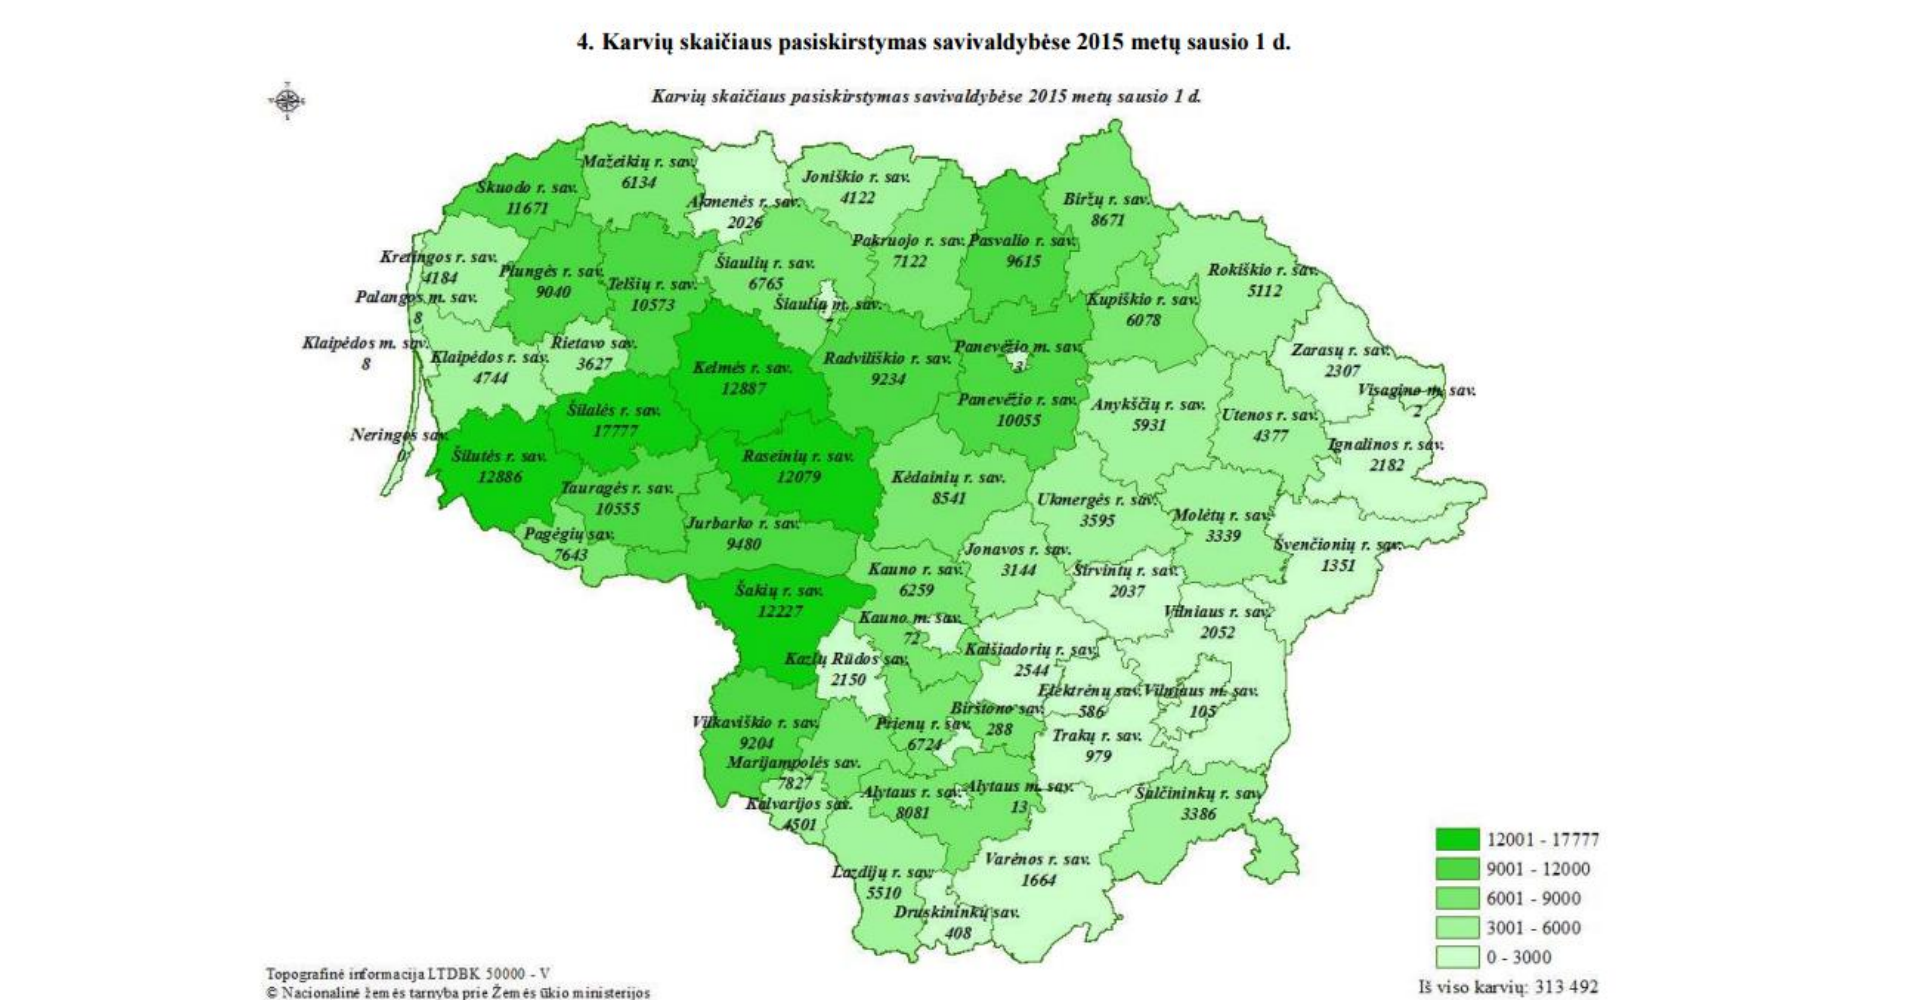 4. Karvių skaičiaus pasiskirstymas savivaldybėse 2015 metų sausio 1 d.
Karvių skaičiaus pasiskirstymas savivaldybėse 2015 metų sausio 1 d.
Mažeikių r. sav.
6134
Skuodo r. sav.
11671
Akmenės r. sav.
2026
Joniškio r. sav.
4122
Biržų r. sav.
8671
Kretingos r. sav.
4184
Plungės r. sav.
9040
Telšių r. sav.
10573
Šiaulių r. sav.
6765
Pakruojo r. sav.
7122
Pasvalio r. sav.
9615
Rokiškio r. sav.
5112
Palangos m. sav.
8
Šiaulių m. sav.
Kupiškio r. sav.
6078
Klaipėdos m. sav.
8
Klaipėdos r. sav.
4744
Rietavo sav.
3627
Kelmės r. sav.
12887
Radviliškio r. sav.
9234
Panevėžio m. sav.
3
Zarasų r. sav.
2307
Visagino m. sav.
2
Šilalės r. sav.
17777
Panevėžio r. sav.
10055
Anykščių r. sav.
5931
Utenos r. sav.
4377
Neringos sav.
0
Šilutės r. sav.
12886
Raseinių r. sav.
12079
Ignalinos r. sav.
2182
Tauragės r. sav.
10555
Kėdainių r. sav.
8541
Ukmergės r. sav.
3595
Molėtų r. sav.
3339
Pagėgių sav.
7643
Jurbarko r. sav.
9480
Jonavos r. sav.
3144
Švenčionių r. sav.
1351
Kauno r. sav.
6259
Širvintų r. sav.
2037
Šakių r. sav.
12227
Kauno m. sav.
72
Vilniaus r. sav.
2052
Kazlų Rūdos sav.
2150
Kaišiadorių r. sav.
2544
Elektrėnų sav.
586
Vilniaus m. sav.
105
Vilkaviškio r. sav.
9204
Prienų r. sav.
6724
Birštono sav.
288
Trakų r. sav.
979
Marijampolės sav.
7827
Kalvarijos sav.
4501
Alytaus r. sav.
8081
Alytaus m. sav.
13
Šalčininkų r. sav.
3386
Lazdijų r. sav.
5510
Varėnos r. sav.
1664
Druskininkų sav.
408
12001 - 17777
9001 - 12000
6001 - 9000
3001 - 6000
0 - 3000
Iš viso karvių: 313 492
Topografinė informacija LTDBK 50000 - V
© Nacionalinė žemės tarnyba prie Žemės ūkio ministerijos